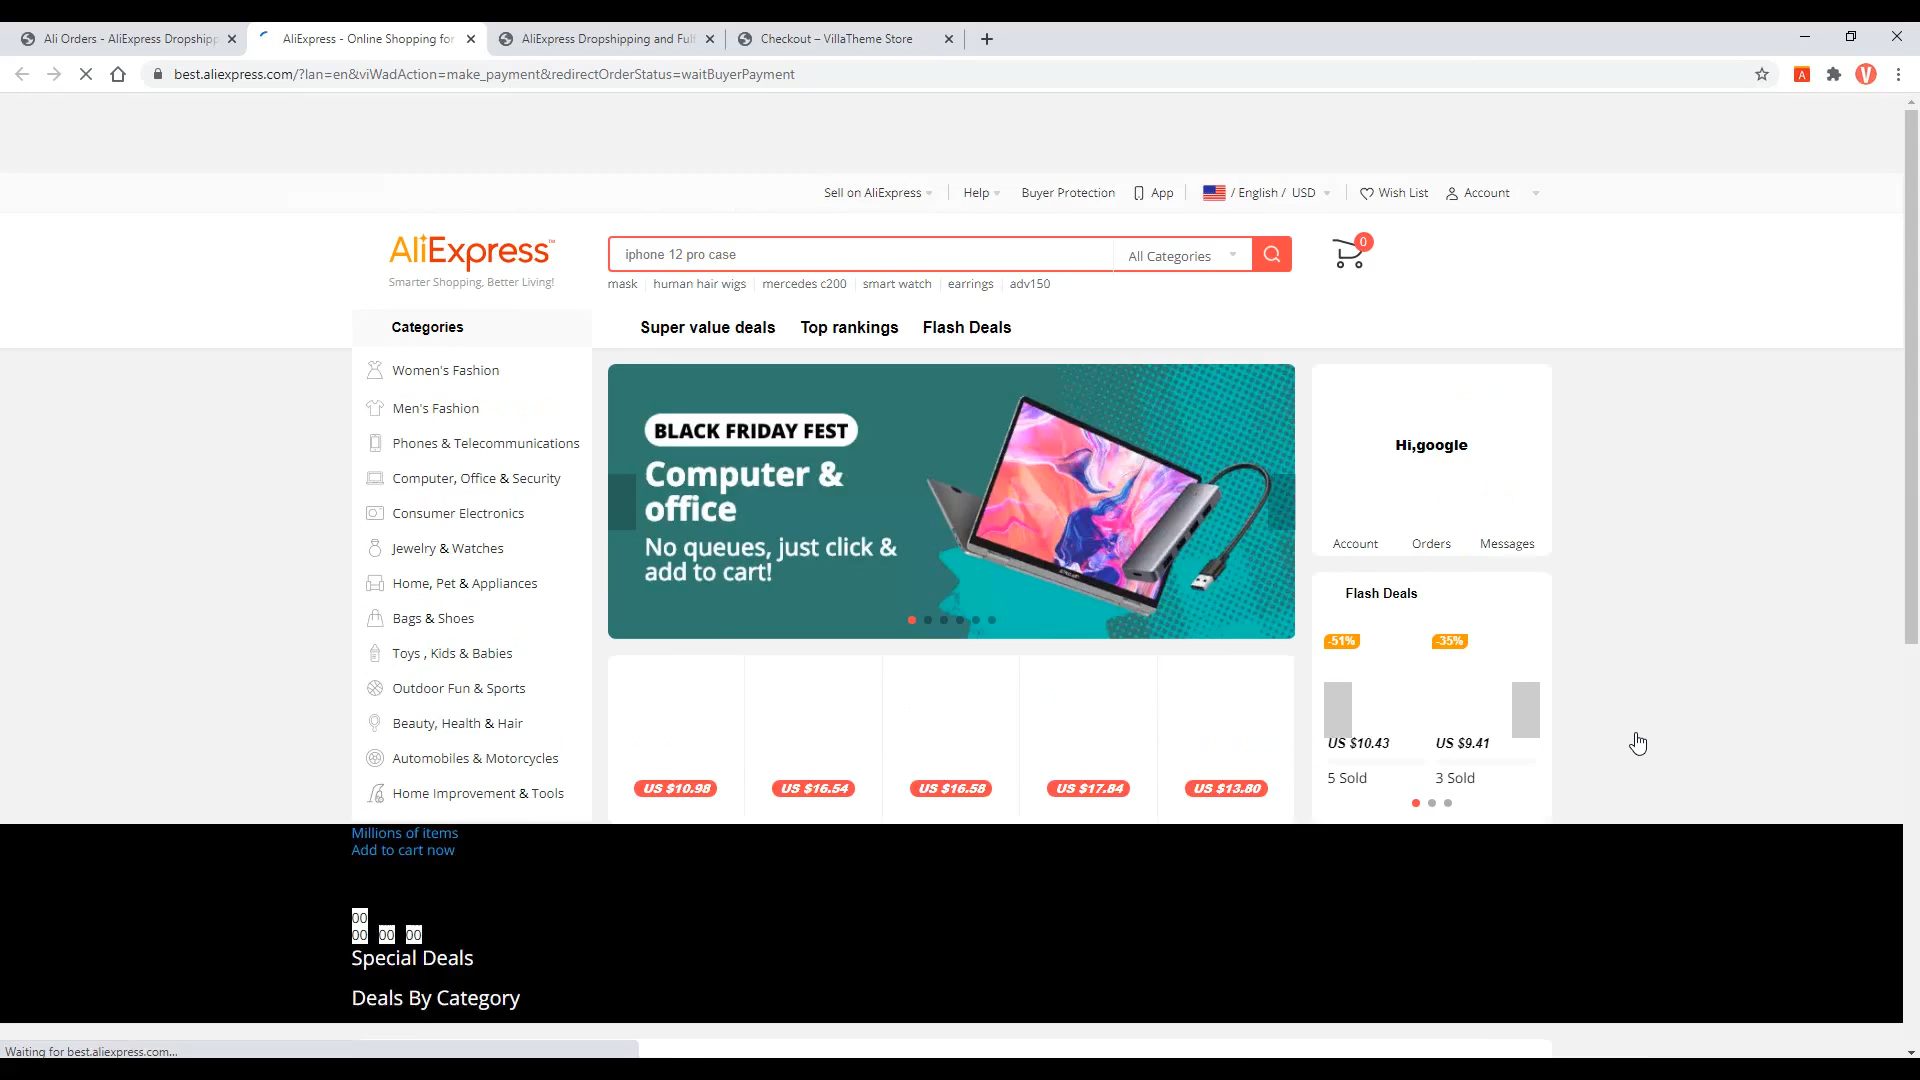 Ali Orders - AliExpress Dropshipp
AliExpress - Online Shopping for
AliExpress Dropshipping and Fulf
Checkout – VillaTheme Store
best.aliexpress.com/?lan=en&viWadAction=make_payment&redirectOrderStatus=waitBuyerPayment
A
V
Sell on AliExpress
Help
Buyer Protection
App
/ English / USD
Wish List
Account
AliExpress™
Smarter Shopping, Better Living!
iphone 12 pro case
All Categories
0
mask
human hair wigs
mercedes c200
smart watch
earrings
adv150
Categories
Super value deals
Top rankings
Flash Deals
Women's Fashion
Men's Fashion
Phones & Telecommunications
Computer, Office & Security
Consumer Electronics
Jewelry & Watches
Home, Pet & Appliances
Bags & Shoes
Toys , Kids & Babies
Outdoor Fun & Sports
Beauty, Health & Hair
Automobiles & Motorcycles
Home Improvement & Tools
BLACK FRIDAY FEST
Computer &
office
No queues, just click &
add to cart!
Hi,google
Account
Orders
Messages
Flash Deals
-51%
-35%
US $10.43
US $9.41
5 Sold
3 Sold
US $10.98
US $16.54
US $16.58
US $17.84
US $13.80
Millions of items
Add to cart now
00
00 00 00
Special Deals
Deals By Category
Waiting for best.aliexpress.com...